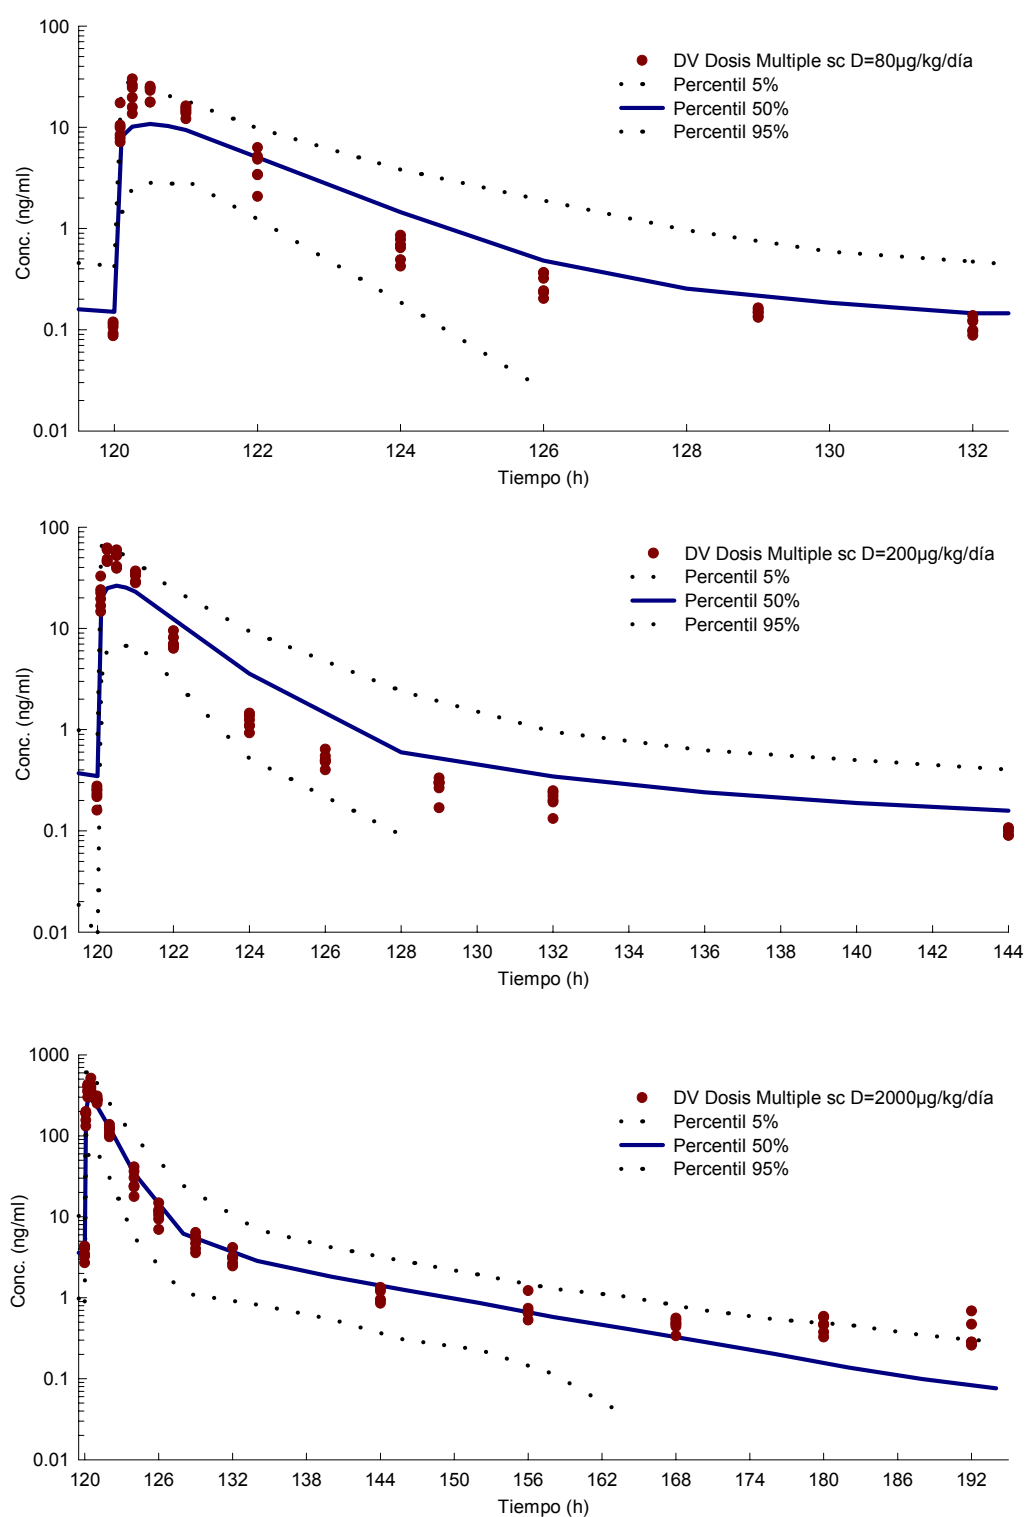 100
10
1
0.1
0.01
Conc. (ng/ml)
DV Dosis Multiple sc D=80µg/kg/día
Percentil 5%
Percentil 50%
Percentil 95%
120 122 124 126 128 130 132
Tiempo (h)
100
10
1
0.1
0.01
Conc. (ng/ml)
DV Dosis Multiple sc D=200µg/kg/día
Percentil 5%
Percentil 50%
Percentil 95%
120 122 124 126 128 130 132 134 136 138 140 142 144
Tiempo (h)
1000
100
10
1
0.1
0.01
Conc. (ng/ml)
DV Dosis Multiple sc D=2000µg/kg/día
Percentil 5%
Percentil 50%
Percentil 95%
120 126 132 138 144 150 156 162 168 174 180 186 192
Tiempo (h)